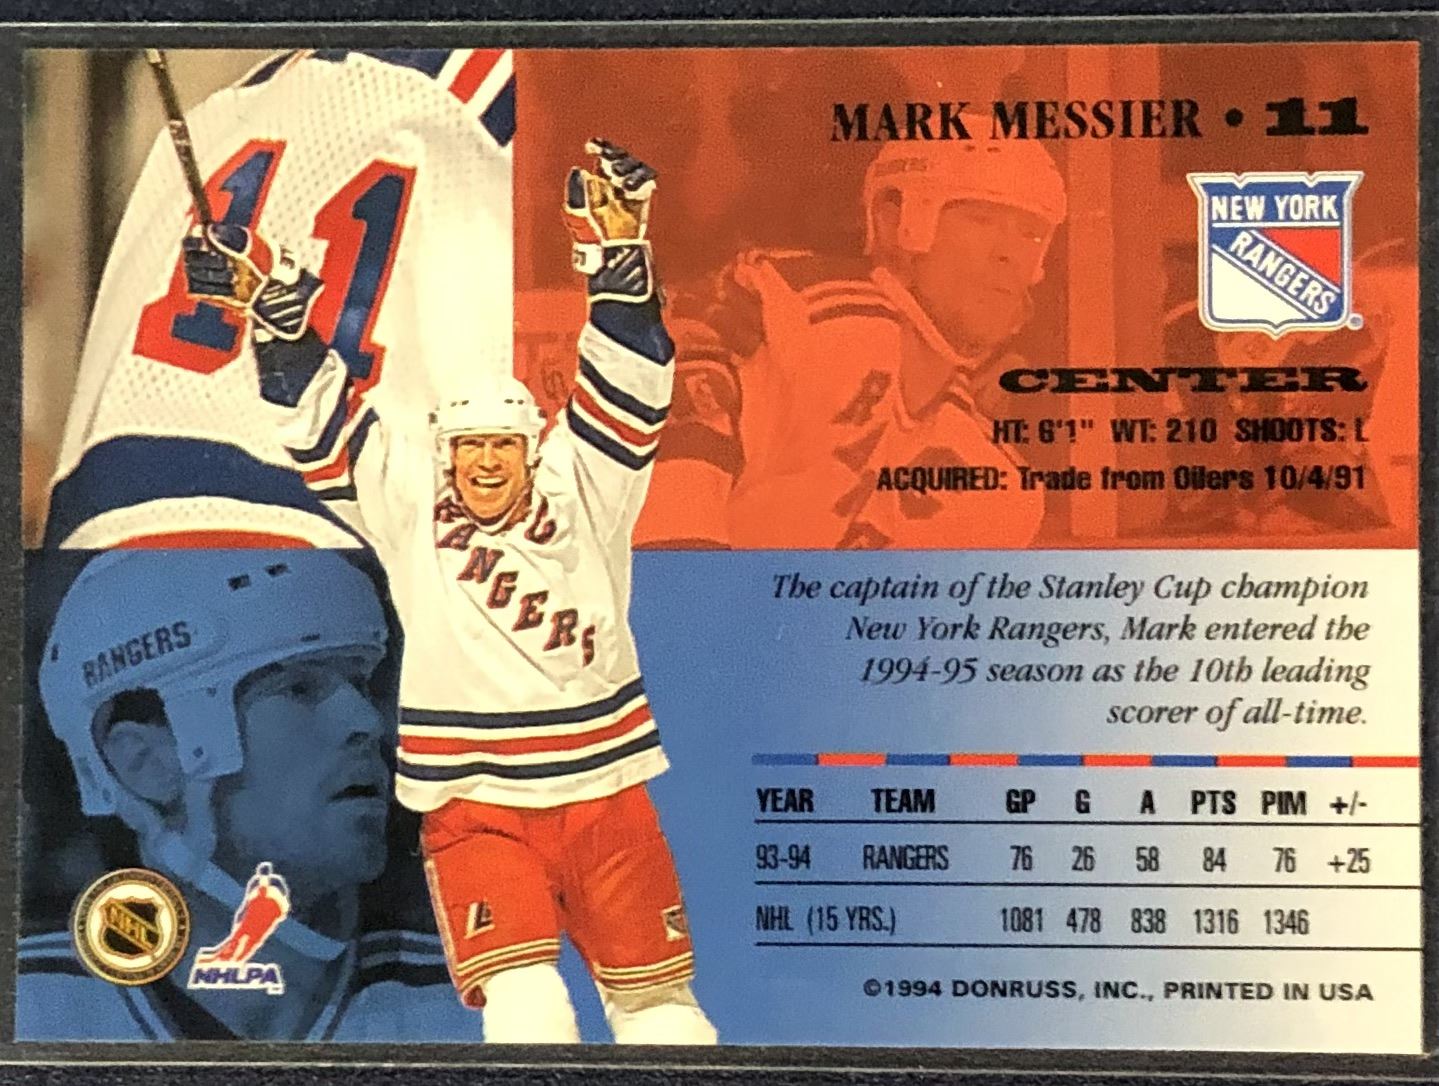 MARK MESSIER • 11
NEW YORK
RANGERS
CENTER
HT: 6'1" WT: 210 SHOOTS: L
ACQUIRED: Trade from Oilers 10/4/91
The captain of the Stanley Cup champion
New York Rangers, Mark entered the
1994-95 season as the 10th leading
scorer of all-time.
YEAR TEAM GP G A PTS PIM +/-
93-94 RANGERS 76 26 58 84 76 +25
NHL (15 YRS.) 1081 478 838 1316 1346
©1994 DONRUSS, INC., PRINTED IN USA
11
RANGERS
RANGERS
NHL
NHLPA